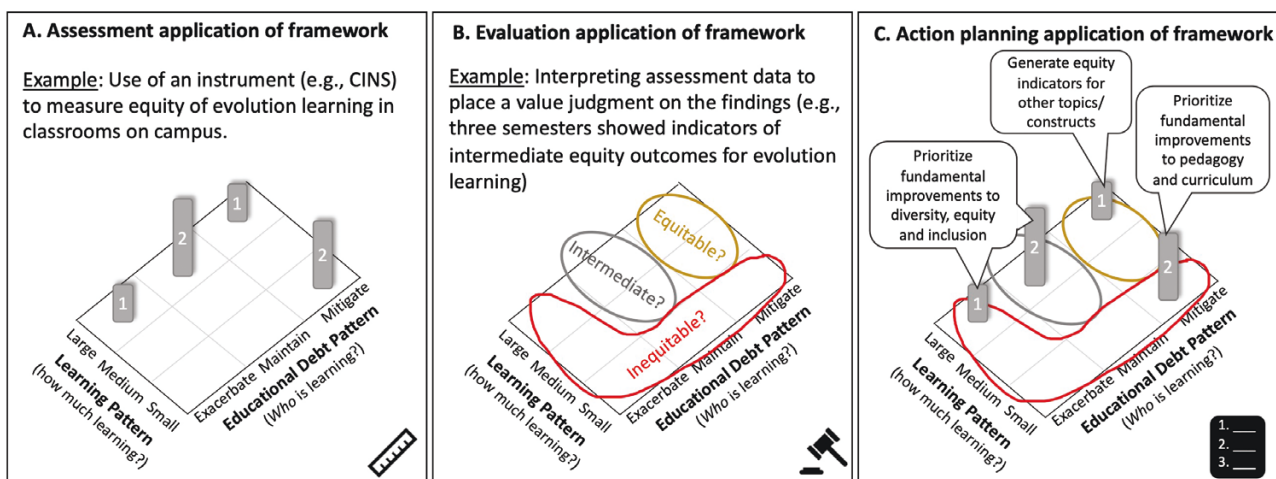 A. Assessment application of framework
Example: Use of an instrument (e.g., CINS)
to measure equity of evolution learning in
classrooms on campus.
1
2
1
2
Large
Medium
Small
Learning Pattern
(how much learning?)
Exacerbate
Maintain
Mitigate
Educational Debt Pattern
(Who is learning?)
B. Evaluation application of framework
Example: Interpreting assessment data to
place a value judgment on the findings (e.g.,
three semesters showed indicators of
intermediate equity outcomes for evolution
learning)
Equitable?
Intermediate?
Inequitable?
Large
Medium
Small
Learning Pattern
(how much learning?)
Exacerbate
Maintain
Mitigate
Educational Debt Pattern
(Who is learning?)
C. Action planning application of framework
Generate equity
indicators for
other topics/
constructs
Prioritize
fundamental
improvements
to pedagogy
and curriculum
Prioritize
fundamental
improvements to
diversity, equity
and inclusion
1
2
1
2
Large
Medium
Small
Learning Pattern
(how much learning?)
Exacerbate
Maintain
Mitigate
Educational Debt Pattern
(Who is learning?)
1. ___
2. ___
3. ___